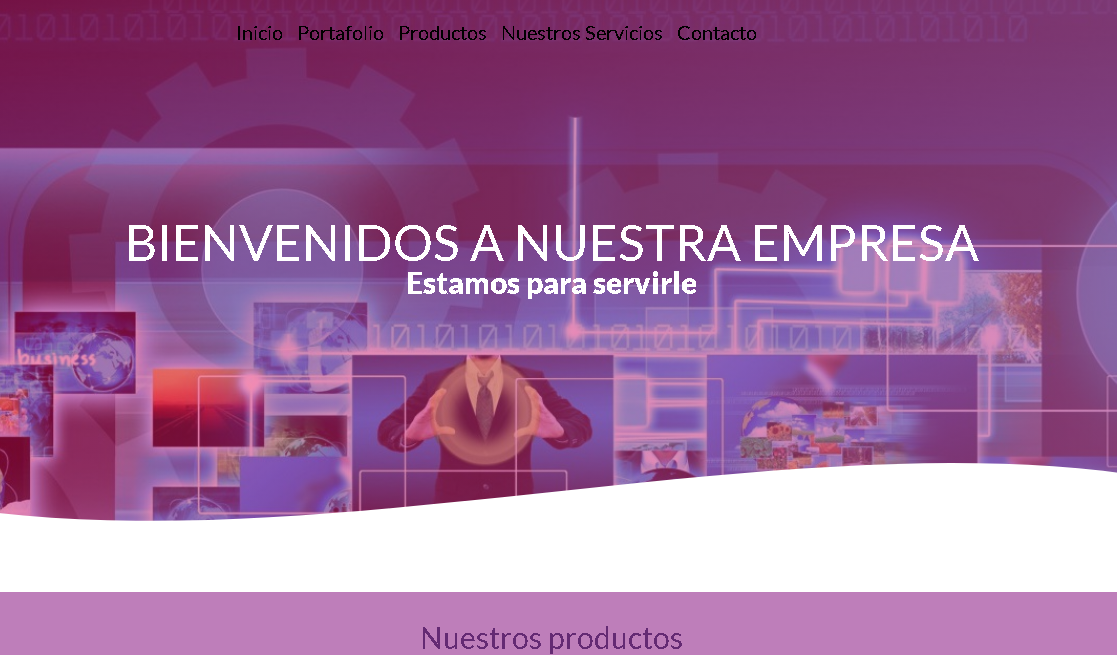 Inicio Portafolio Productos Nuestros Servicios Contacto
BIENVENIDOS A NUESTRA EMPRESA
Estamos para servirle
business
Nuestros productos